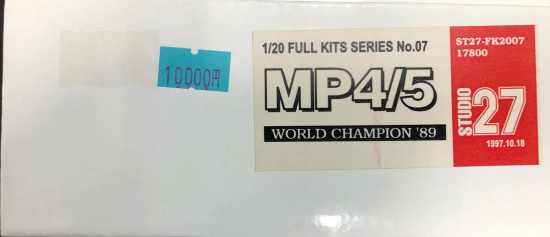 10000円
1/20 FULL KITS SERIES No.07
MP4/5
WORLD CHAMPION '89
ST27-FK2007
17800
STUDIO
27
1997.10.18